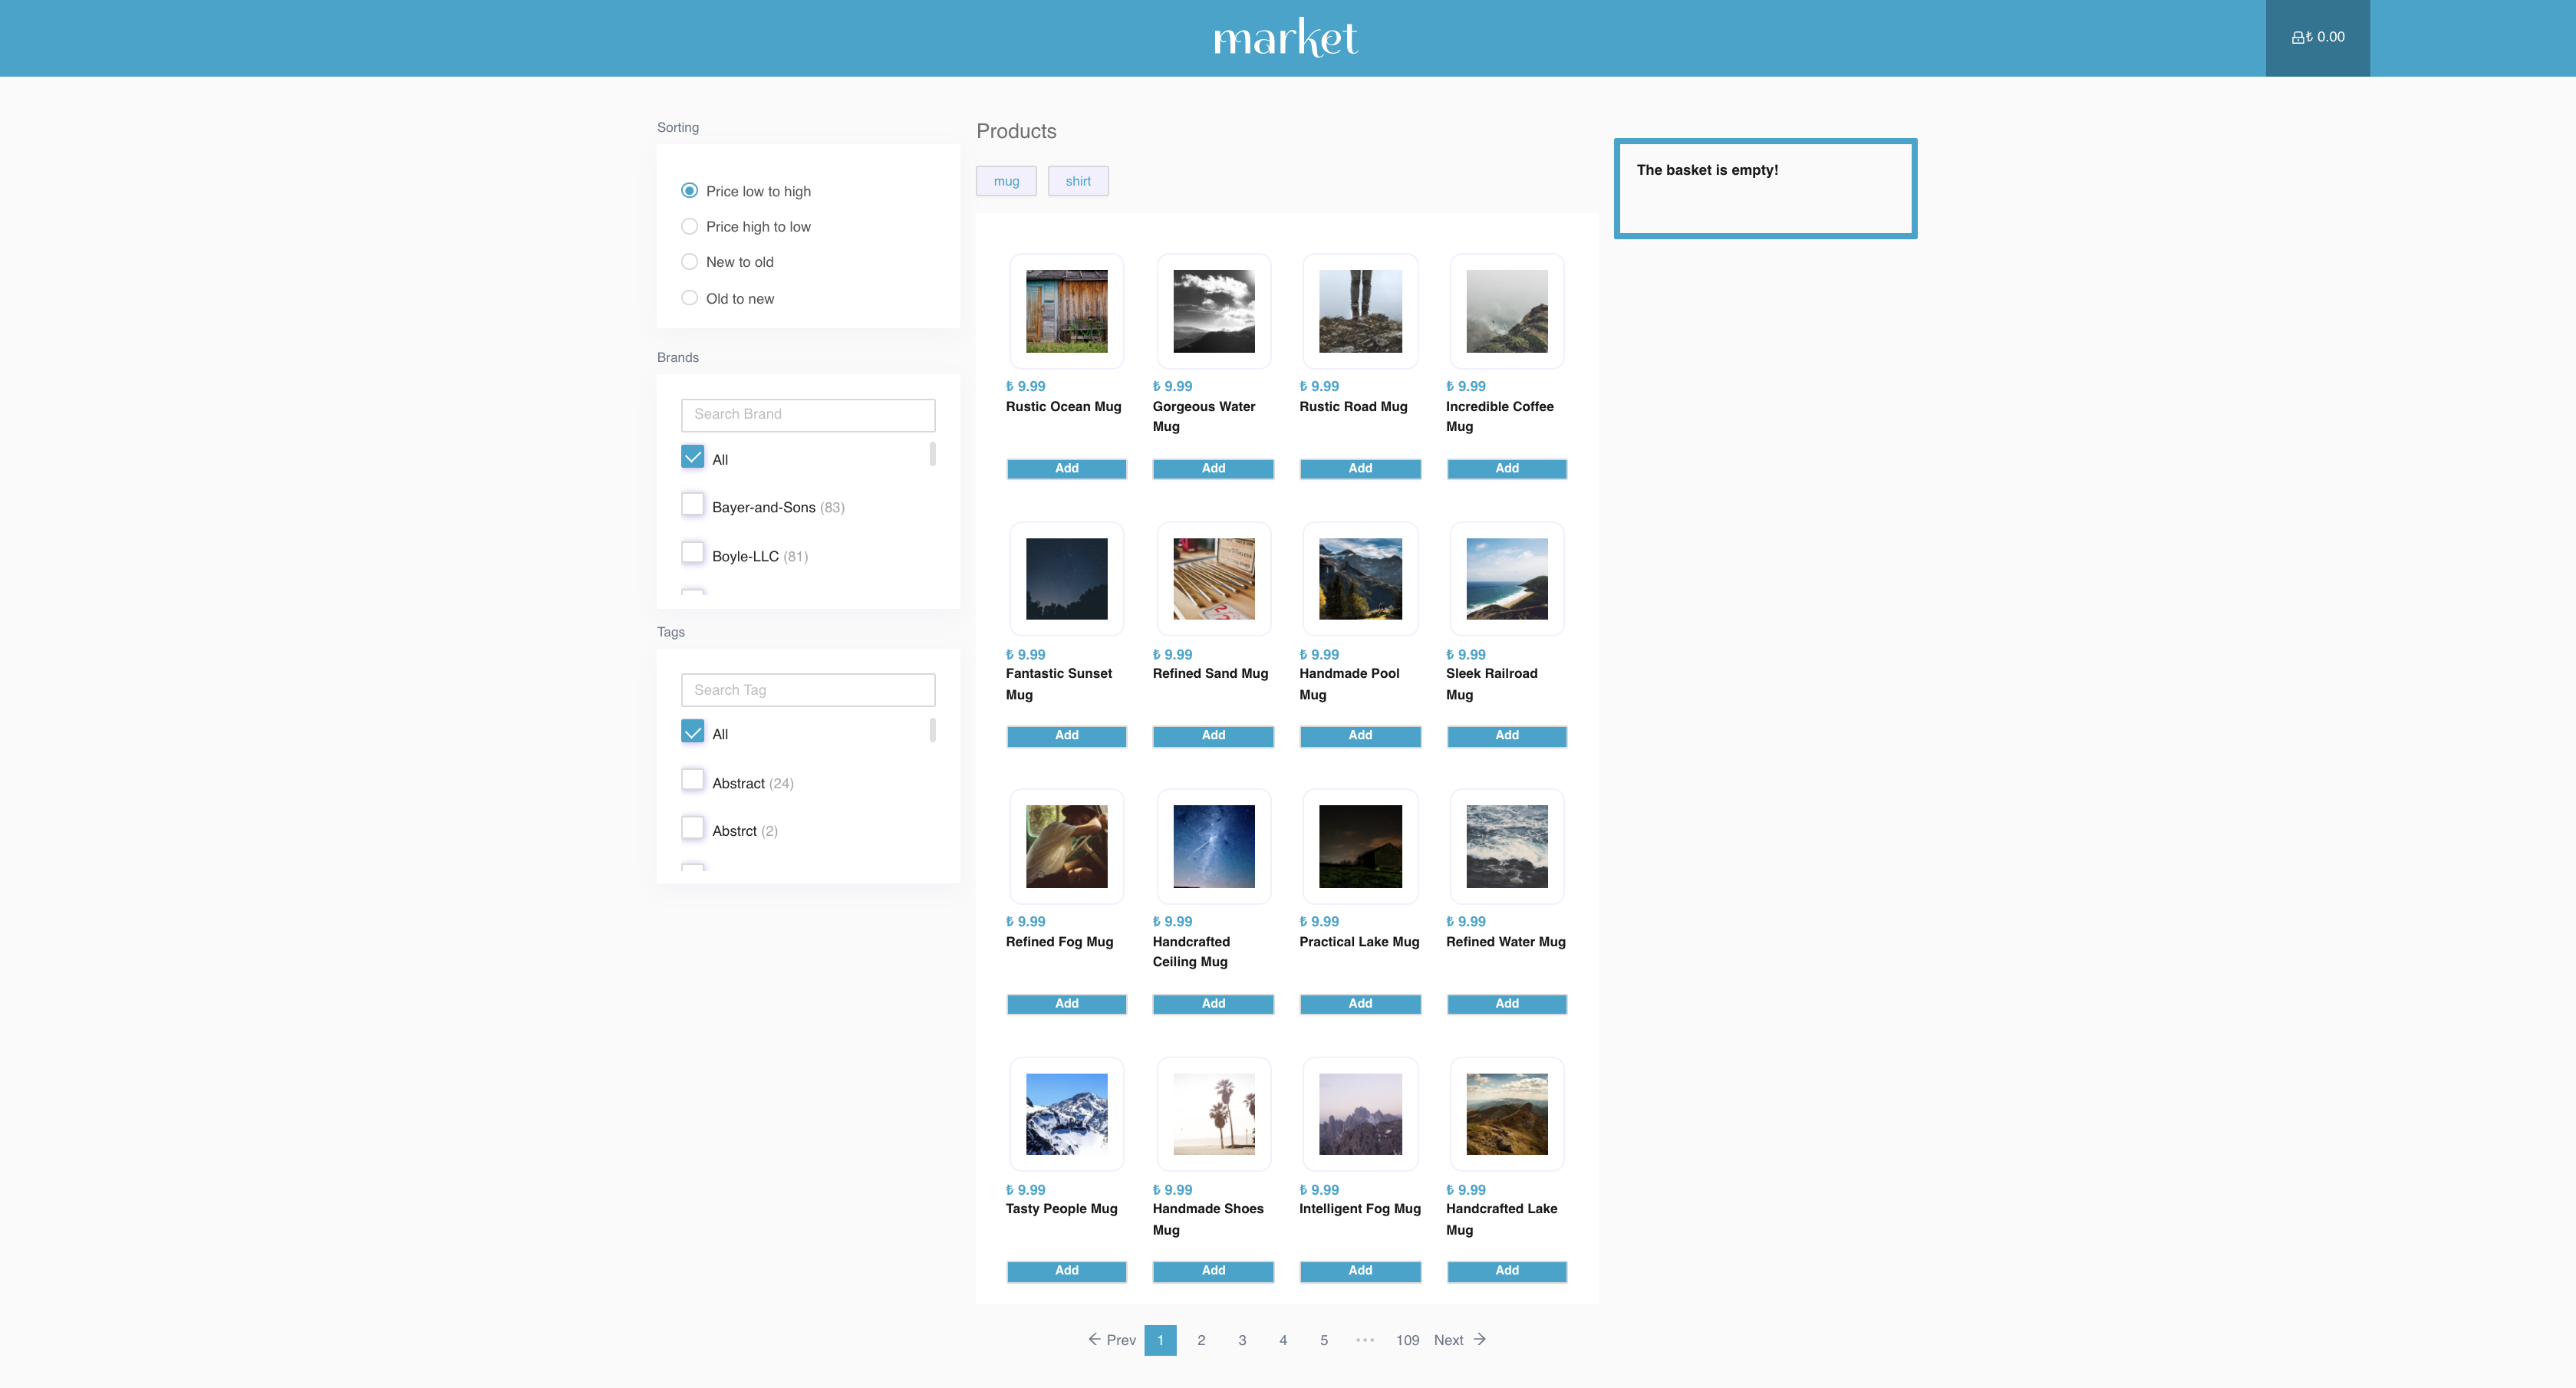 market
₺ 0.00
Sorting
Price low to high
Price high to low
New to old
Old to new
Brands
Search Brand
All
Bayer-and-Sons (83)
Boyle-LLC (81)
Tags
Search Tag
All
Abstract (24)
Abstrct (2)
Products
mug shirt
₺ 9.99 ₺ 9.99 ₺ 9.99 ₺ 9.99
Rustic Ocean Mug Gorgeous Water Rustic Road Mug Incredible Coffee
Mug Mug
Add Add Add Add
₺ 9.99 ₺ 9.99 ₺ 9.99 ₺ 9.99
Fantastic Sunset Refined Sand Mug Handmade Pool Sleek Railroad
Mug Mug Mug
Add Add Add Add
₺ 9.99 ₺ 9.99 ₺ 9.99 ₺ 9.99
Refined Fog Mug Handcrafted Practical Lake Mug Refined Water Mug
Ceiling Mug
Add Add Add Add
₺ 9.99 ₺ 9.99 ₺ 9.99 ₺ 9.99
Tasty People Mug Handmade Shoes Intelligent Fog Mug Handcrafted Lake
Mug Mug
Add Add Add Add
← Prev 1 2 3 4 5 ••• 109 Next →
The basket is empty!